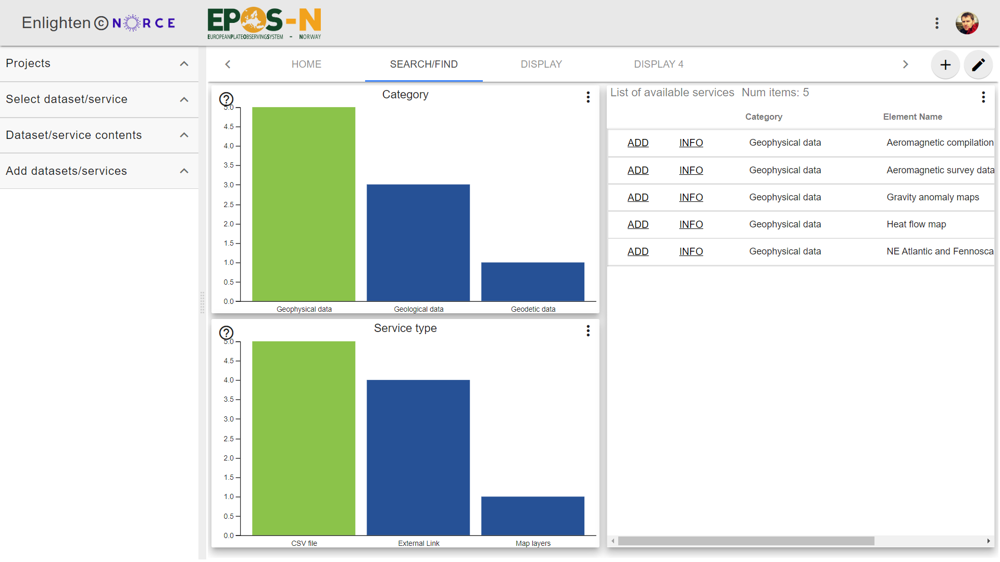 Enlighten © NORCE
EPOS-N
EUROPEANPLATEOBSERVINGSYSTEM - NORWAY
Projects
Select dataset/service
Dataset/service contents
Add datasets/services
HOME SEARCH/FIND DISPLAY DISPLAY 4
Category
5.0
4.5
4.0
3.5
3.0
2.5
2.0
1.5
1.0
0.5
0.0
Geophysical data Geological data Geodetic data
Service type
5.0
4.5
4.0
3.5
3.0
2.5
2.0
1.5
1.0
0.5
0.0
CSV file External Link Map layers
List of available services Num items: 5
Category Element Name
ADD INFO Geophysical data Aeromagnetic compilation
ADD INFO Geophysical data Aeromagnetic survey data
ADD INFO Geophysical data Gravity anomaly maps
ADD INFO Geophysical data Heat flow map
ADD INFO Geophysical data NE Atlantic and Fennosca